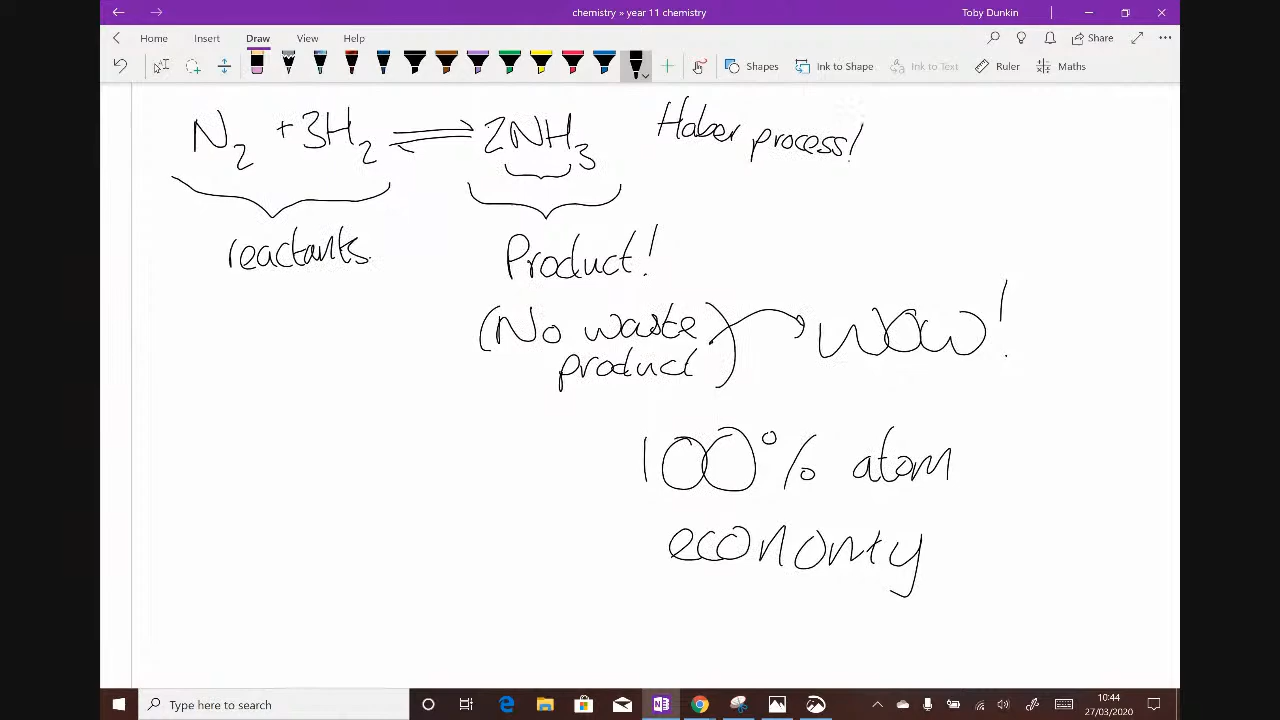 chemistry » year 11 chemistry
Toby Dunkin
Home Insert Draw View Help
Share
Shapes
Ink to Shape
Ink to Text
Ruler
Maths
N₂ + 3H₂ ⇌ 2NH₃
Haber process!
reactants.
Product!
(No waste
product)
Wow!
100% atom
economy
Type here to search
10:44
27/03/2020